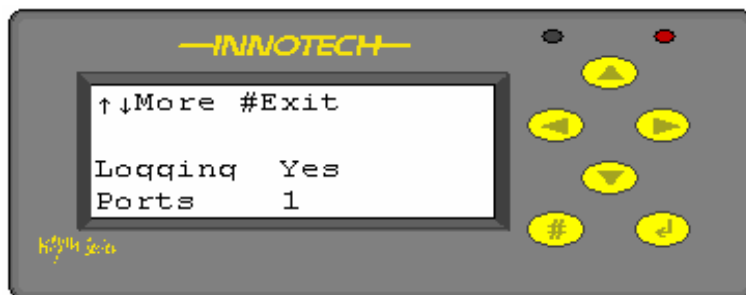 INNOTECH
↑↓More #Exit
Logging Yes
Ports 1
#